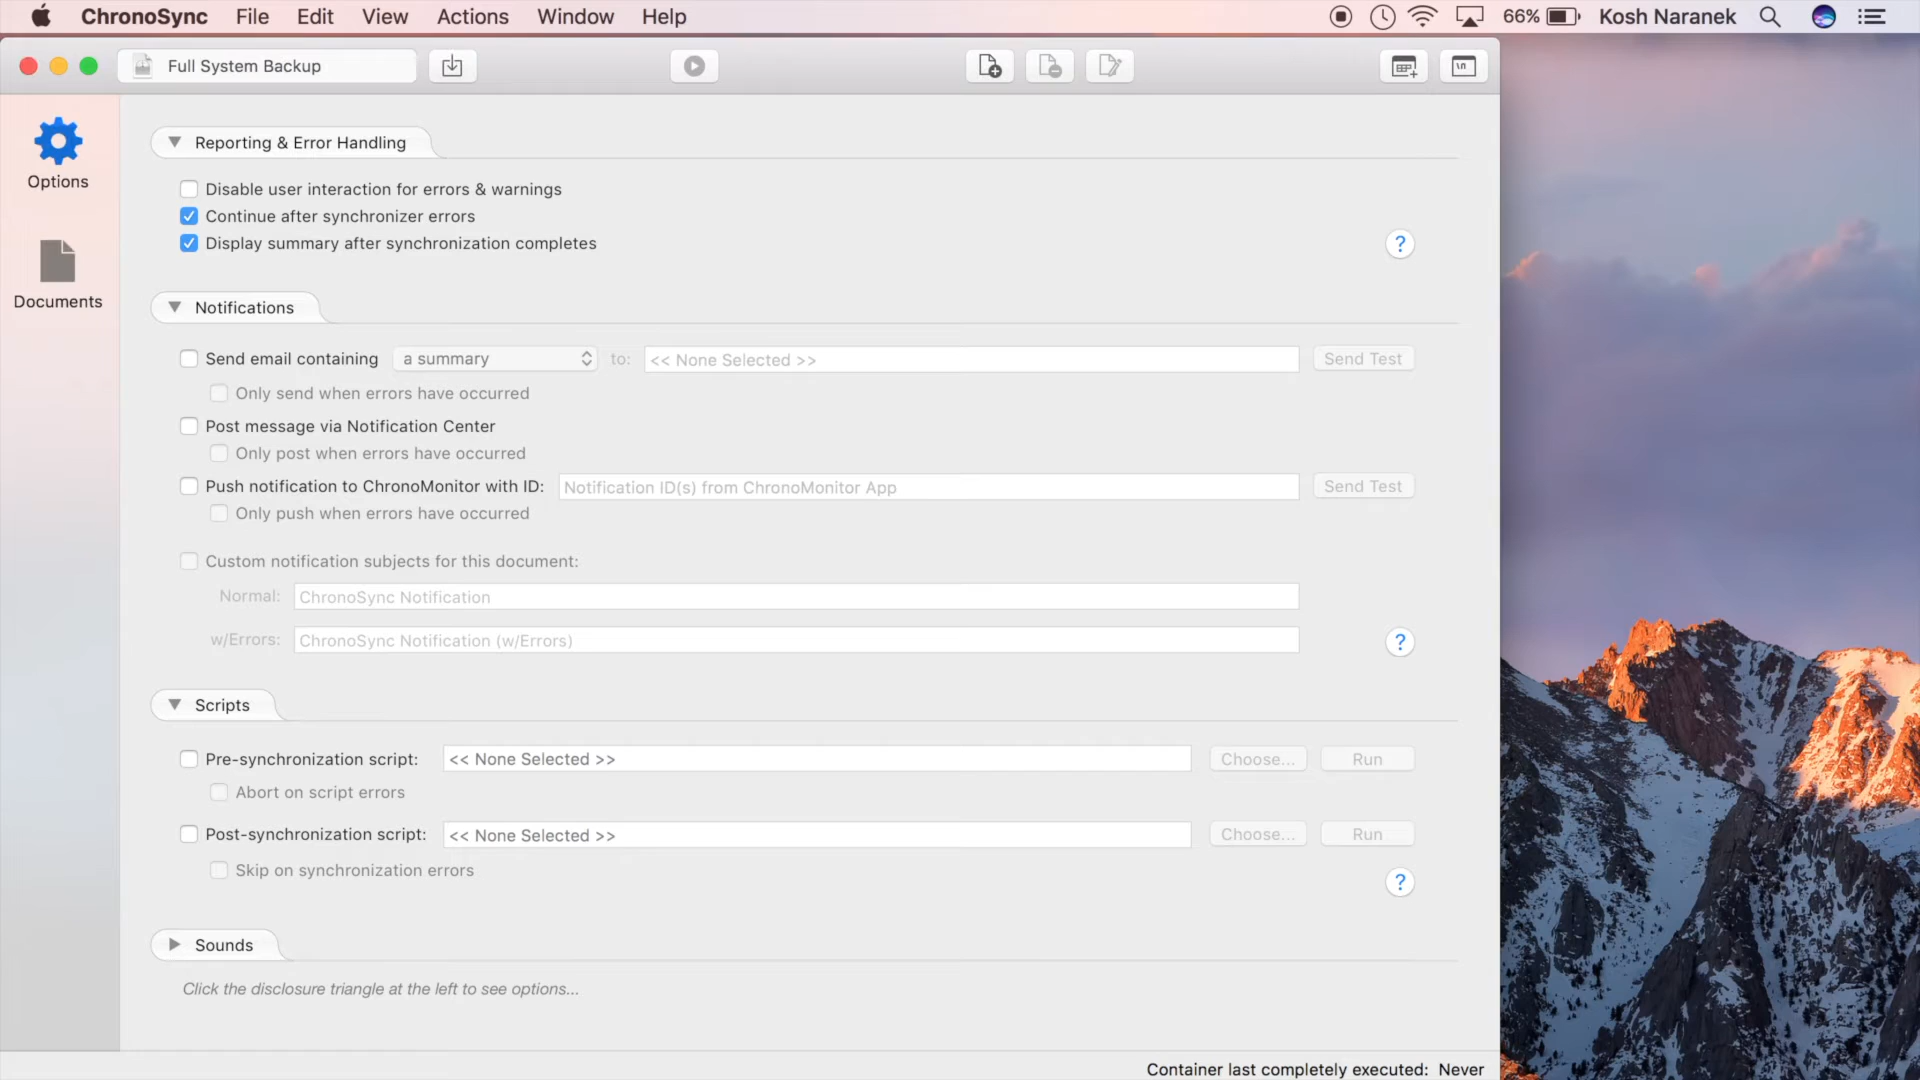 ChronoSync File Edit View Actions Window Help 66% Kosh Naranek
Full System Backup
Options
Documents
Reporting & Error Handling
Disable user interaction for errors & warnings
Continue after synchronizer errors
Display summary after synchronization completes
?
Notifications
Send email containing a summary to: << None Selected >> Send Test
Only send when errors have occurred
Post message via Notification Center
Only post when errors have occurred
Push notification to ChronoMonitor with ID: Notification ID(s) from ChronoMonitor App Send Test
Only push when errors have occurred
Custom notification subjects for this document:
Normal: ChronoSync Notification
w/Errors: ChronoSync Notification (w/Errors)
?
Scripts
Pre-synchronization script: << None Selected >> Choose... Run
Abort on script errors
Post-synchronization script: << None Selected >> Choose... Run
Skip on synchronization errors
?
Sounds
Click the disclosure triangle at the left to see options...
Container last completely executed: Never